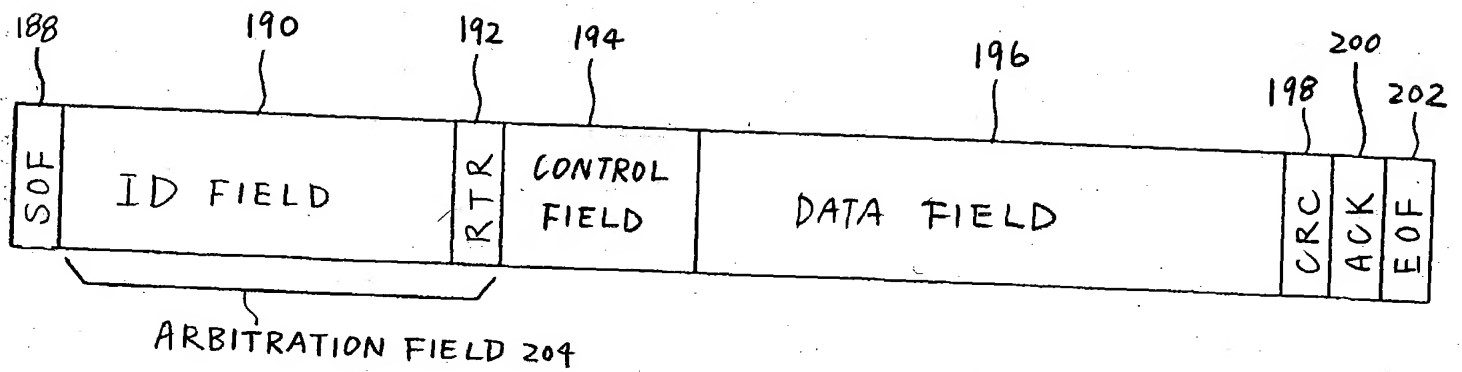 188 190 192 194 196 198 200 202
SOF
ID FIELD
RTR
CONTROL
FIELD
DATA FIELD
CRC
ACK
EOF
ARBITRATION FIELD 204